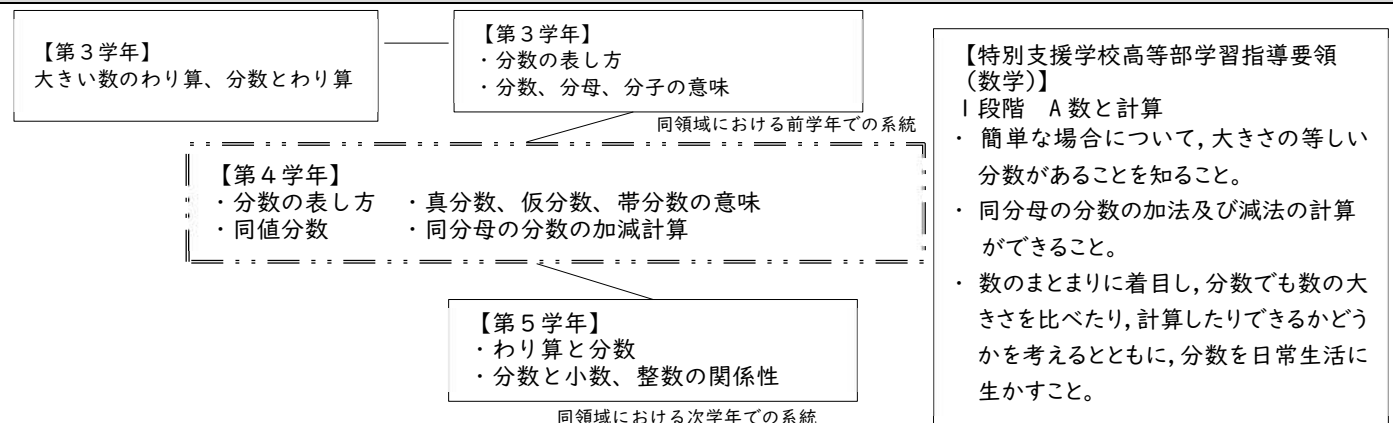 【第３学年】
大きい数のわり算、分数とわり算
【第３学年】
・分数の表し方
・分数、分母、分子の意味
同領域における前学年での系統
【第４学年】
・分数の表し方　・真分数、仮分数、帯分数の意味
・同値分数　　　・同分母の分数の加減計算
【第５学年】
・わり算と分数
・分数と小数、整数の関係性
同領域における次学年での系統
【特別支援学校高等部学習指導要領
（数学）】
１段階　A 数と計算
・ 簡単な場合について，大きさの等しい
分数があることを知ること。
・ 同分母の分数の加法及び減法の計算
ができること。
・ 数のまとまりに着目し，分数でも数の大
きさを比べたり，計算したりできるかどう
かを考えるとともに，分数を日常生活に
生かすこと。